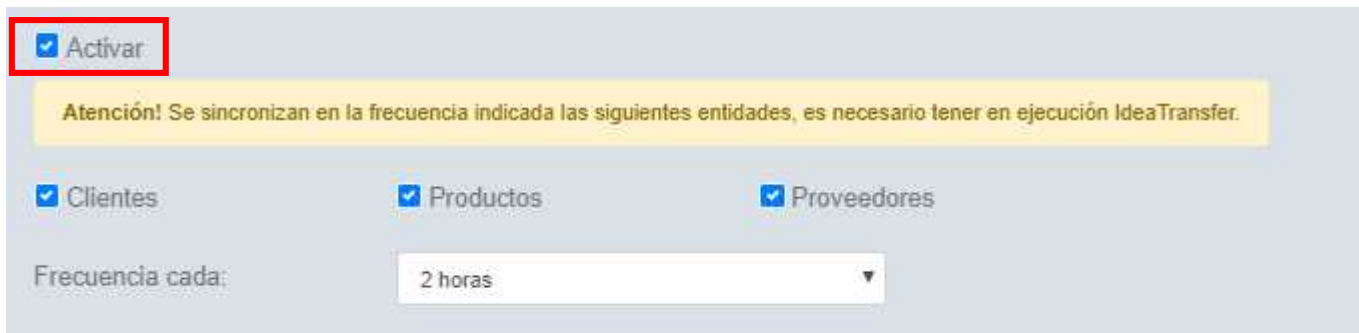 Activar
Atención! Se sincronizan en la frecuencia indicada las siguientes entidades, es necesario tener en ejecución IdeaTransfer.
Clientes Productos Proveedores
Frecuencia cada: 2 horas